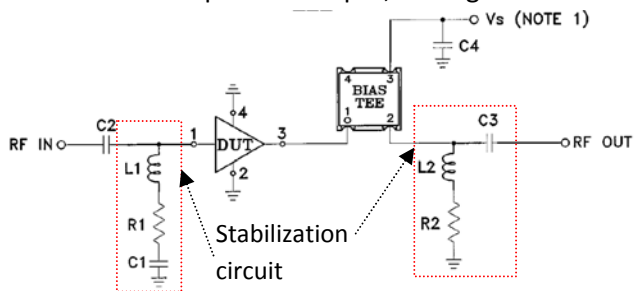 Vs (NOTE 1)
C4
4
3
BIAS
TEE
1
2
C2
RF IN
1
4
DUT
3
2
L1
R1
C1
Stabilization
circuit
C3
RF OUT
L2
R2